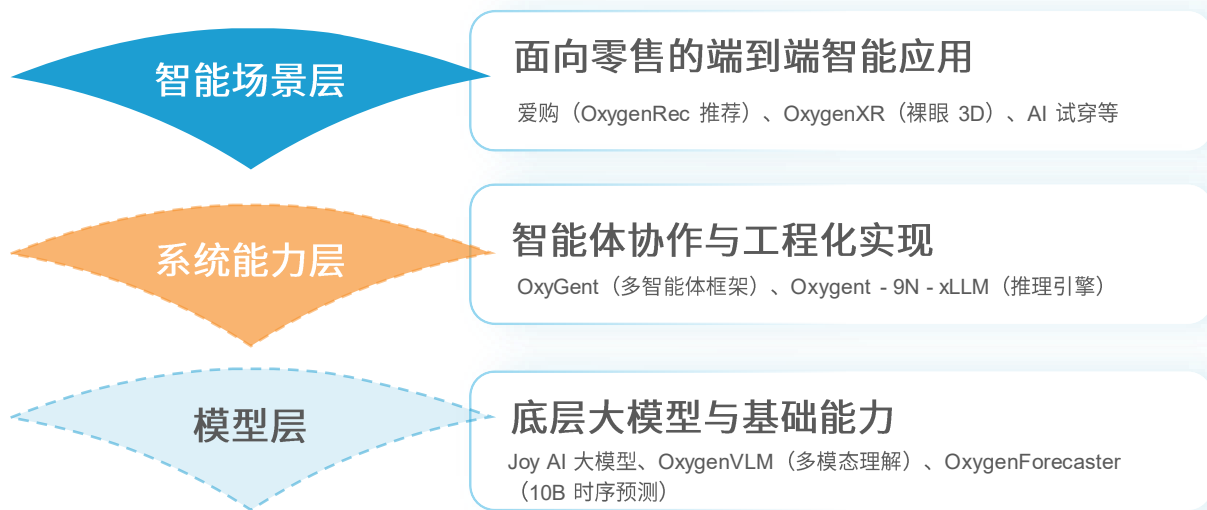 智能场景层
面向零售的端到端智能应用
爱购（OxygenRec 推荐）、OxygenXR（裸眼 3D）、AI 试穿等
系统能力层
智能体协作与工程化实现
OxyGent（多智能体框架）、Oxygent - 9N - xLLM（推理引擎）
模型层
底层大模型与基础能力
Joy AI 大模型、OxygenVLM（多模态理解）、OxygenForecaster
（10B 时序预测）